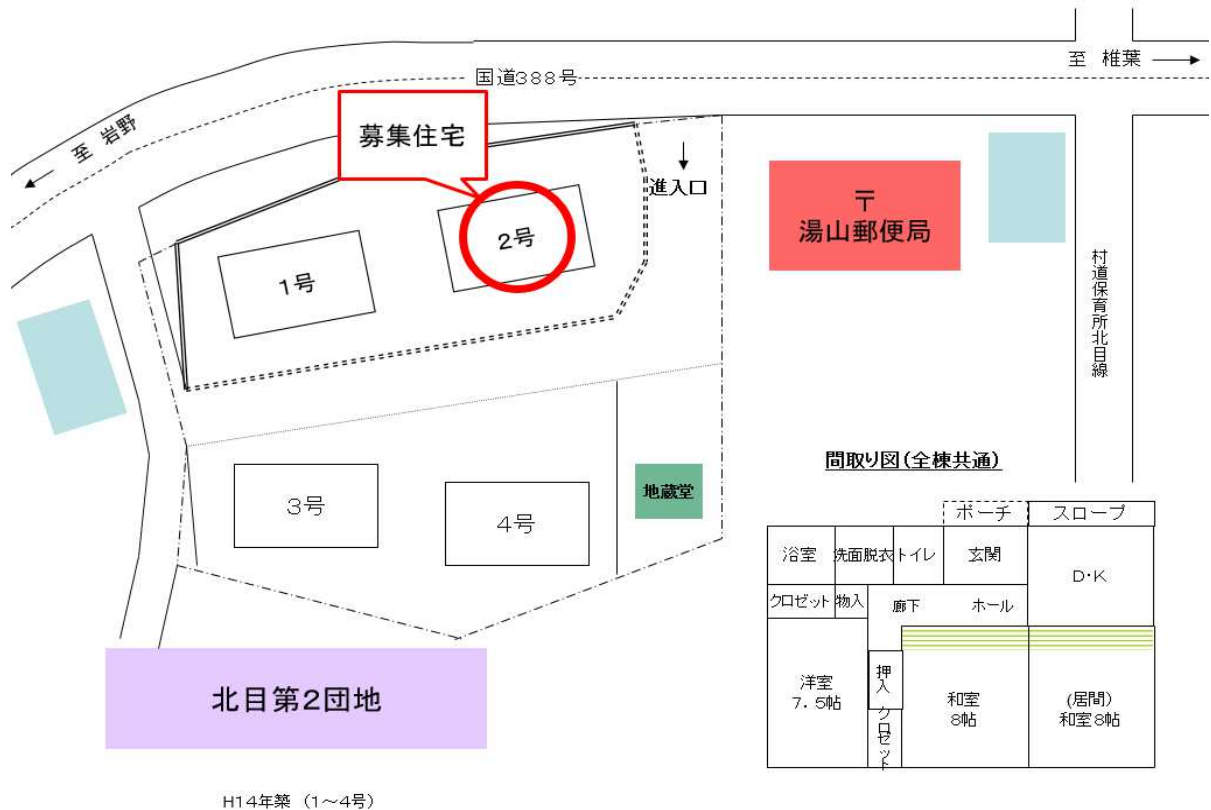 至 椎葉
国道388号
至 岩野
募集住宅
進入口
〒
湯山郵便局
2号
1号
村道保育所北目線
間取り図(全棟共通)
3号
4号
地蔵堂
ポーチ
スロープ
浴室
洗面脱衣
トイレ
玄関
D・K
クロゼット
物入
廊下
ホール
洋室
7.5帖
押入
クロゼット
和室
8帖
(居間)
和室8帖
北目第2団地
H14年築 (1~4号)